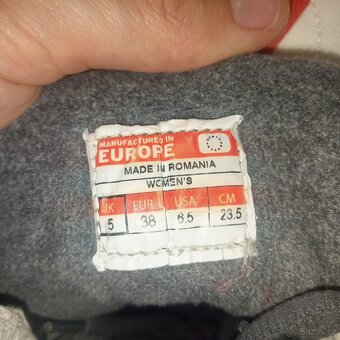 MANUFACTURED IN
EUROPE
MADE IN ROMANIA
WOMEN'S
UK EUR USA CM
5 38 6.5 23.5